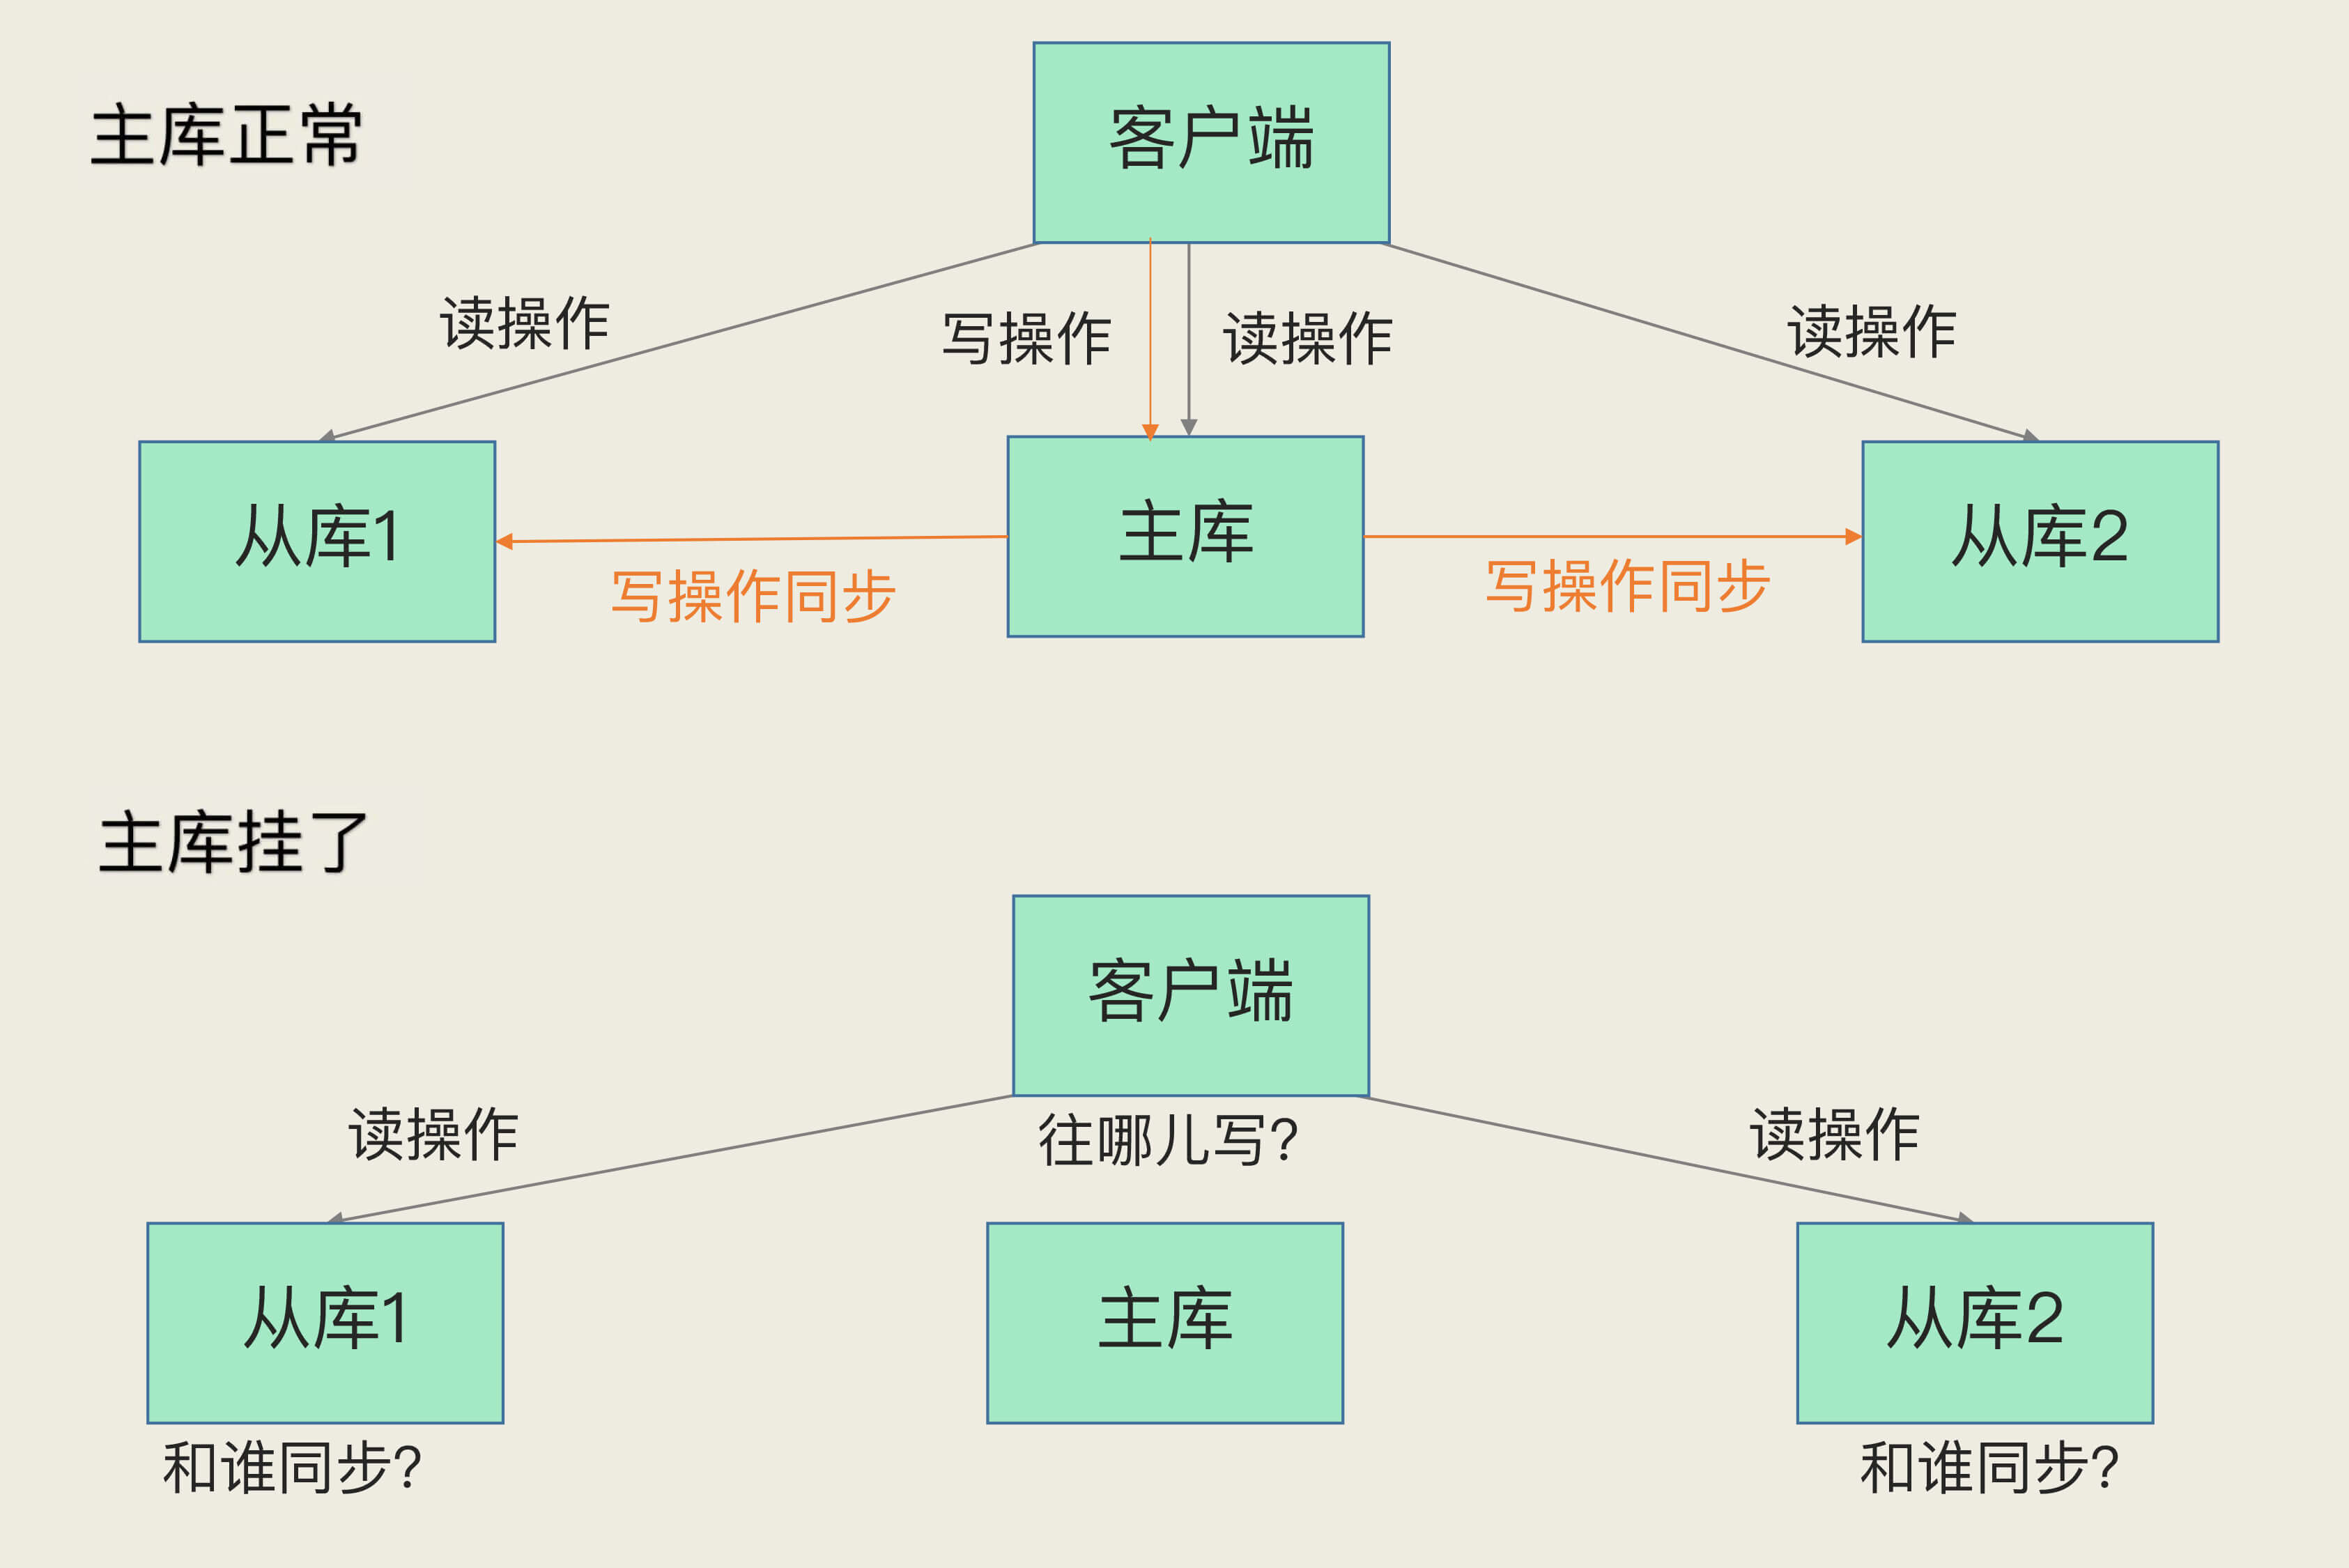 主库正常
客户端
读操作
写操作
读操作
读操作
从库1
主库
从库2
写操作同步
写操作同步
主库挂了
客户端
读操作
往哪儿写?
读操作
从库1
主库
从库2
和谁同步?
和谁同步?